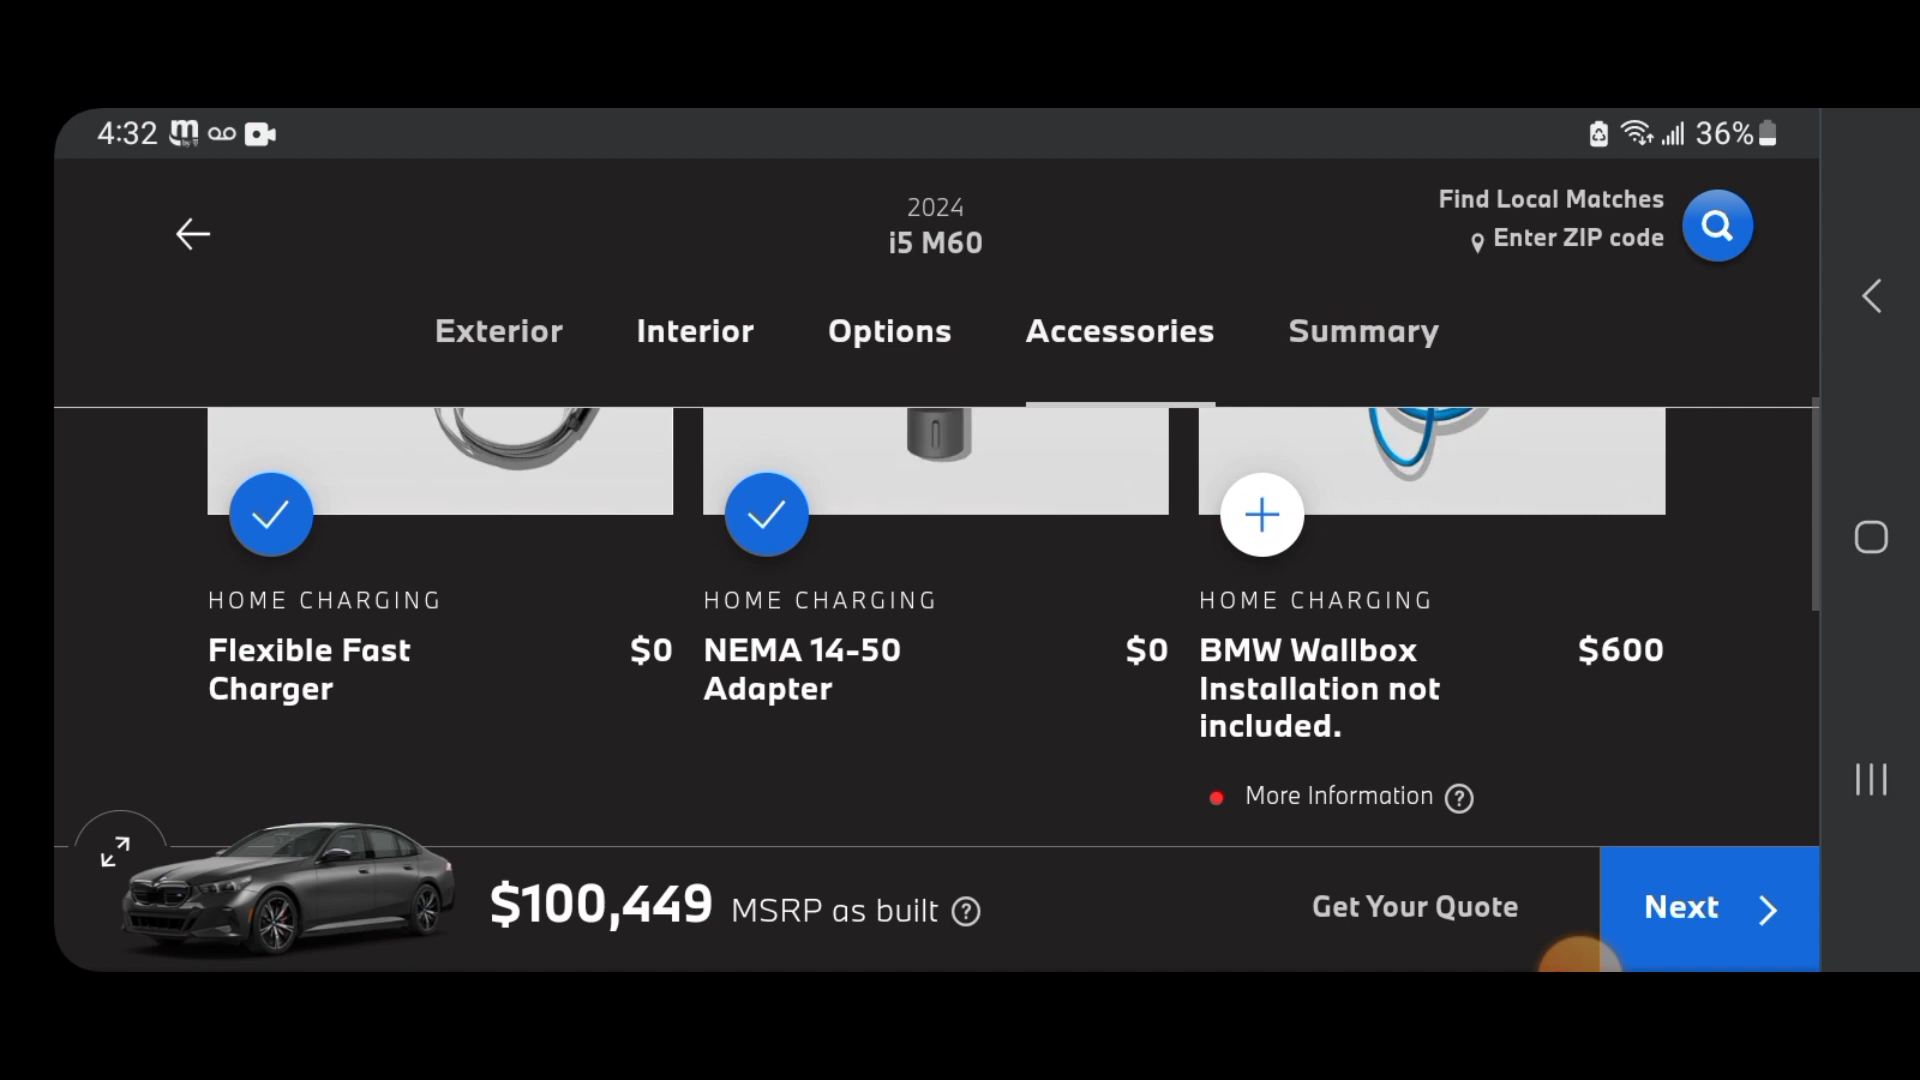 4:32
36%
2024
i5 M60
Find Local Matches
Enter ZIP code
Exterior
Interior
Options
Accessories
Summary
HOME CHARGING
Flexible Fast
Charger
$0
HOME CHARGING
NEMA 14-50
Adapter
$0
HOME CHARGING
BMW Wallbox
Installation not
included.
$600
More Information
$100,449 MSRP as built
Get Your Quote
Next